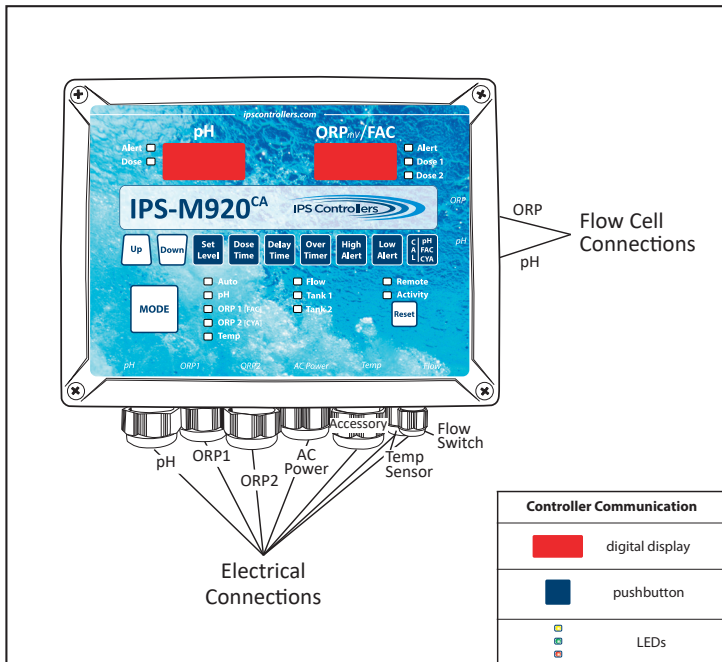 ipscontrollers.com
pH
ORPmV/FAC
Alert
Dose
Alert
Dose 1
Dose 2
IPS-M920CA
IPS Controllers
ORP
pH
Up
Down
Set Level
Dose Time
Delay Time
Over Timer
High Alert
Low Alert
CAL pH FAC CYA
MODE
Auto
pH
ORP 1 (FAC)
ORP 2 (CYA)
Temp
Flow
Tank 1
Tank 2
Remote
Activity
Reset
pH
ORP1
ORP2
AC Power
Temp
Flow
ORP
pH
Flow Cell
Connections
pH
ORP1
ORP2
AC
Power
Accessory
Temp
Sensor
Flow
Switch
Electrical
Connections
Controller Communication
digital display
pushbutton
LEDs